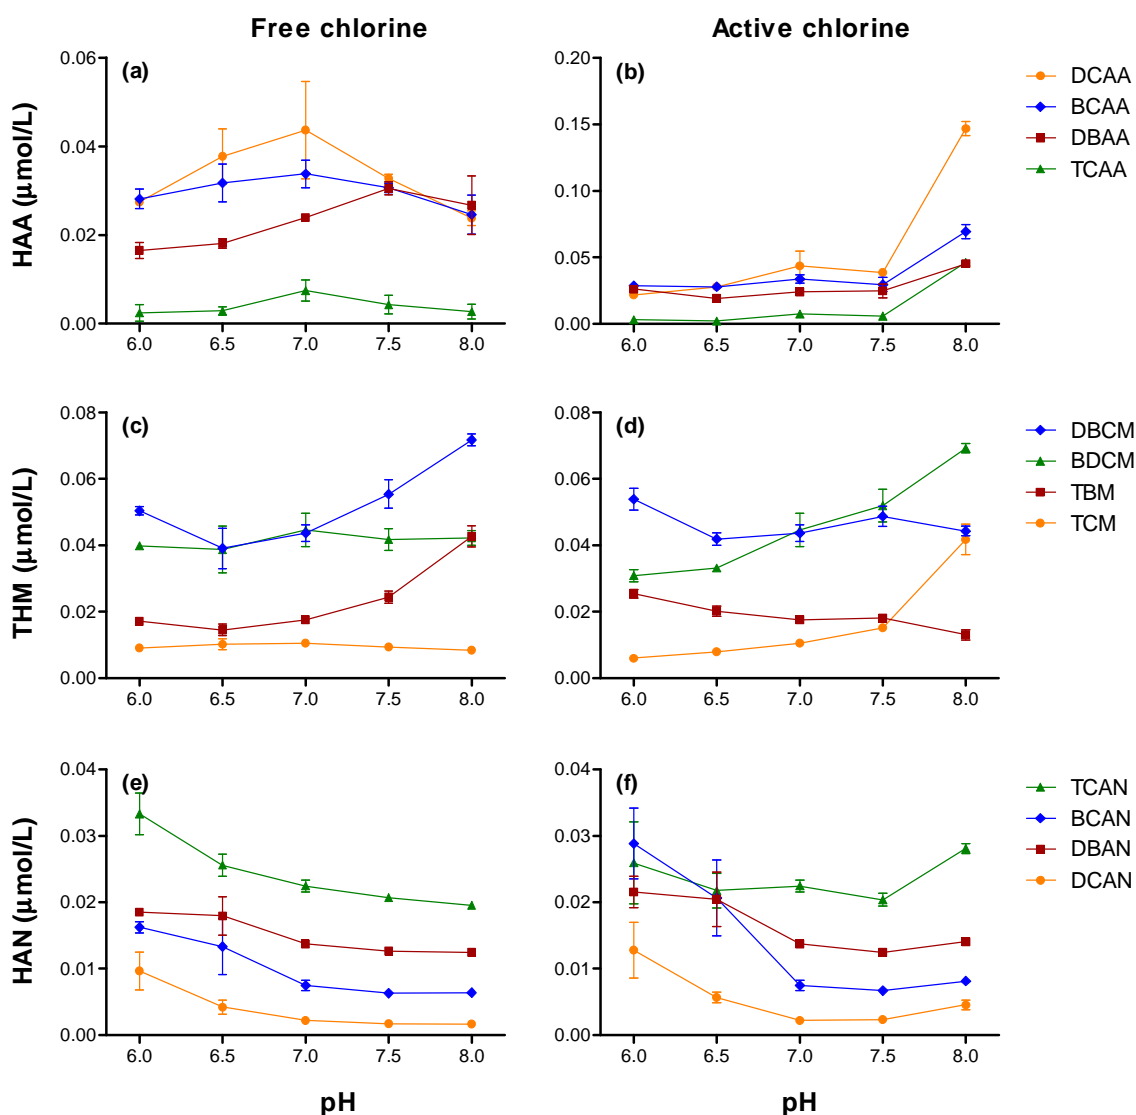 Free chlorine
Active chlorine
HAA (µmol/L)
(a)
0.06
0.04
0.02
0.00
6.0 6.5 7.0 7.5 8.0
(b)
0.20
0.15
0.10
0.05
0.00
6.0 6.5 7.0 7.5 8.0
DCAA
BCAA
DBAA
TCAA
THM (µmol/L)
(c)
0.08
0.06
0.04
0.02
0.00
6.0 6.5 7.0 7.5 8.0
(d)
0.08
0.06
0.04
0.02
0.00
6.0 6.5 7.0 7.5 8.0
DBCM
BDCM
TBM
TCM
HAN (µmol/L)
(e)
0.04
0.03
0.02
0.01
0.00
6.0 6.5 7.0 7.5 8.0
pH
(f)
0.04
0.03
0.02
0.01
0.00
6.0 6.5 7.0 7.5 8.0
pH
TCAN
BCAN
DBAN
DCAN